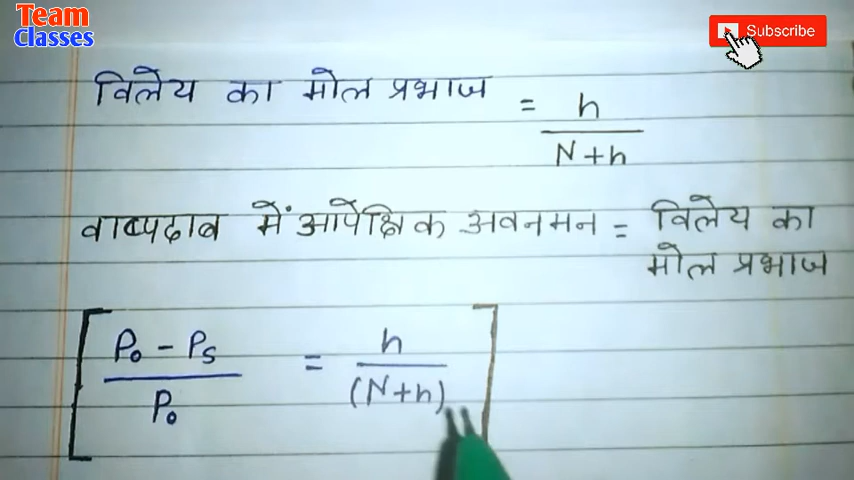 Team
Classes
Subscribe
विलेय का मोल प्रभाज = n / N+n
वाष्पदाब में आपेक्षिक अवनमन = विलेय का
मोल प्रभाज
[ P₀ - Pₛ / P₀ = n / (N+n) ]